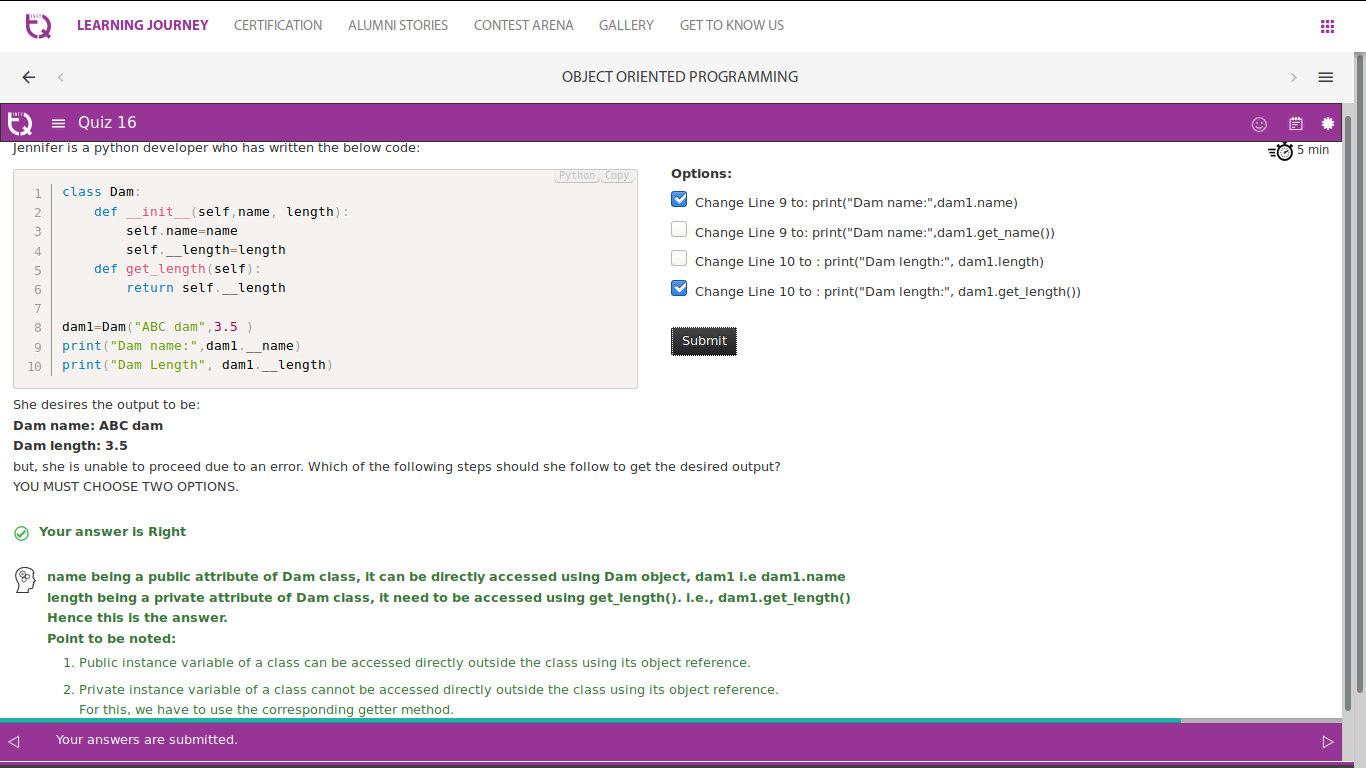 LEARNING JOURNEY CERTIFICATION ALUMNI STORIES CONTEST ARENA GALLERY GET TO KNOW US
OBJECT ORIENTED PROGRAMMING
Quiz 16
Jennifer is a python developer who has written the below code:
5 min
Python Copy
1 class Dam:
2     def __init__(self,name, length):
3         self.name=name
4         self.__length=length
5     def get_length(self):
6         return self.__length
7
8 dam1=Dam("ABC dam",3.5 )
9 print("Dam name:",dam1.__name)
10 print("Dam Length", dam1.__length)
She desires the output to be:
Dam name: ABC dam
Dam length: 3.5
but, she is unable to proceed due to an error. Which of the following steps should she follow to get the desired output?
YOU MUST CHOOSE TWO OPTIONS.
Options:
Change Line 9 to: print("Dam name:",dam1.name)
Change Line 9 to: print("Dam name:",dam1.get_name())
Change Line 10 to : print("Dam length:", dam1.length)
Change Line 10 to : print("Dam length:", dam1.get_length())
Submit
Your answer is Right
name being a public attribute of Dam class, it can be directly accessed using Dam object, dam1 i.e dam1.name
length being a private attribute of Dam class, it need to be accessed using get_length(). i.e., dam1.get_length()
Hence this is the answer.
Point to be noted:
1. Public instance variable of a class can be accessed directly outside the class using its object reference.
2. Private instance variable of a class cannot be accessed directly outside the class using its object reference.
For this, we have to use the corresponding getter method.
Your answers are submitted.